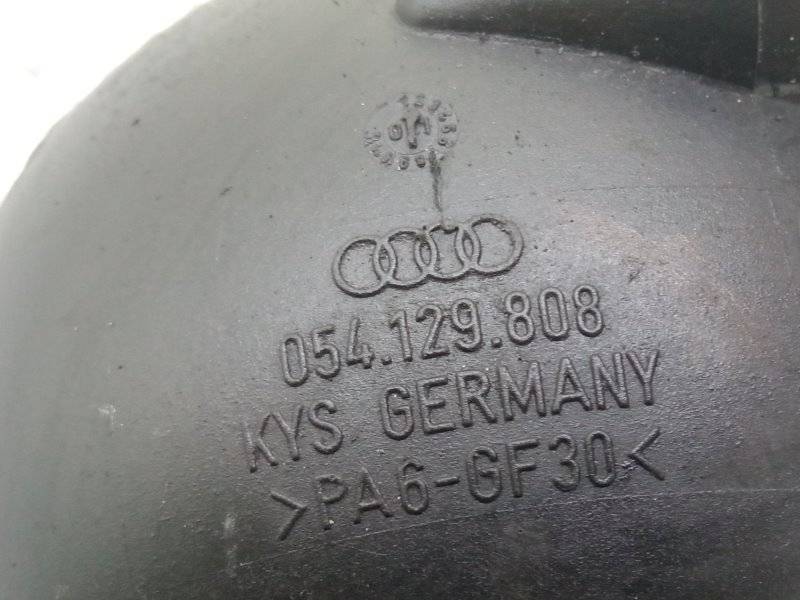 054.129.808
KYS. GERMANY
>PA6-GF30<